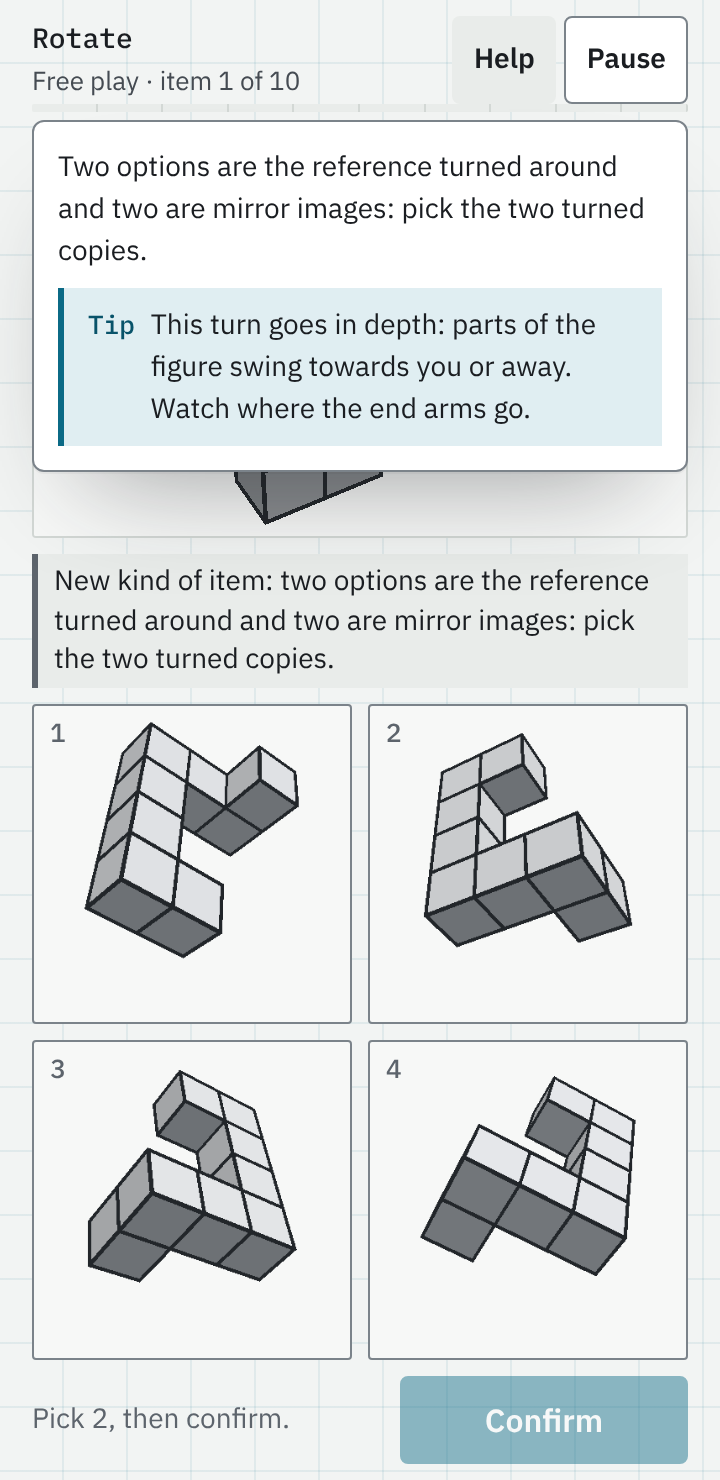 Rotate
Free play · item 1 of 10
Help
Pause
Two options are the reference turned around
and two are mirror images: pick the two turned
copies.
Tip This turn goes in depth: parts of the
figure swing towards you or away.
Watch where the end arms go.
New kind of item: two options are the reference
turned around and two are mirror images: pick
the two turned copies.
1
2
3
4
Pick 2, then confirm.
Confirm